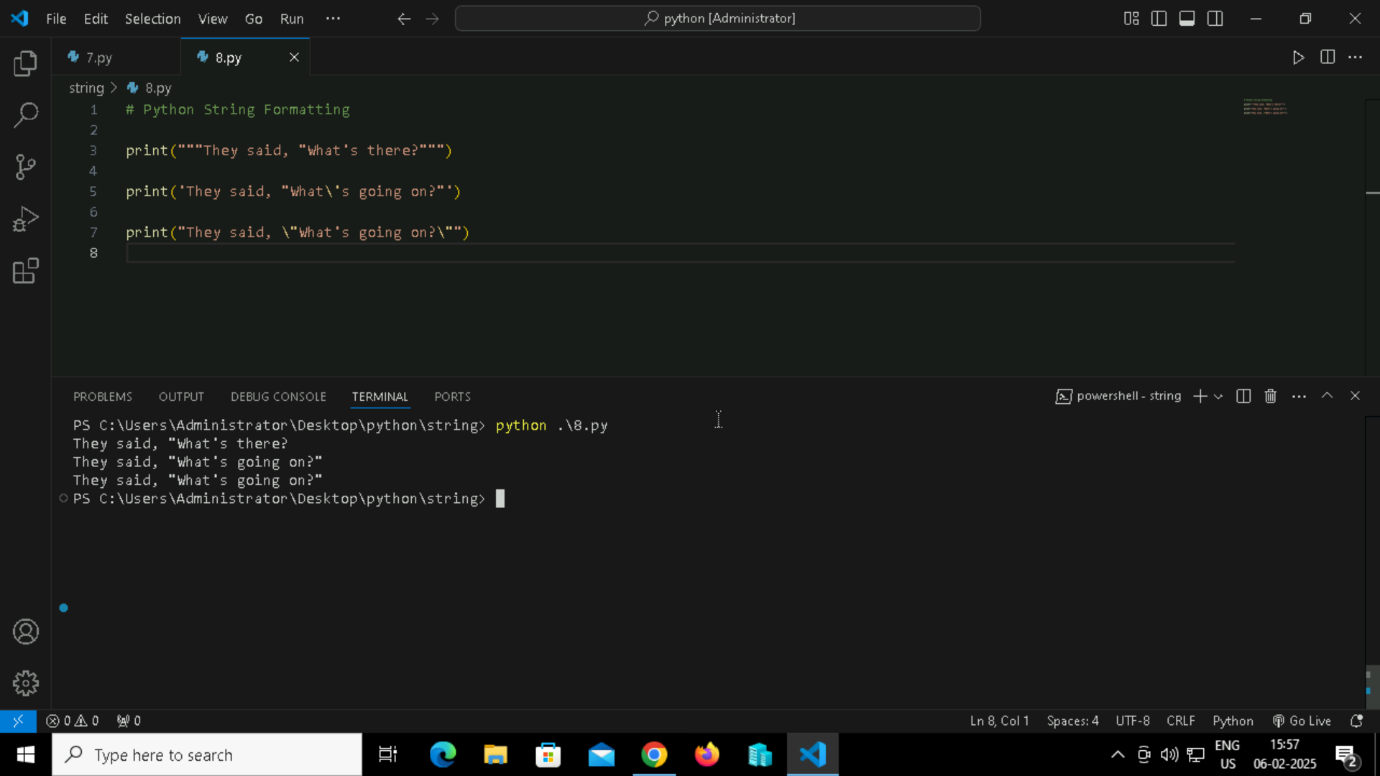 File Edit Selection View Go Run ··· python [Administrator]
7.py 8.py
string > 8.py
1 # Python String Formatting
2
3 print("""They said, "What's there?""")
4
5 print('They said, "What\'s going on?"')
6
7 print("They said, \"What's going on?\"")
8
PROBLEMS OUTPUT DEBUG CONSOLE TERMINAL PORTS powershell - string
PS C:\Users\Administrator\Desktop\python\string> python .\8.py
They said, "What's there?
They said, "What's going on?"
They said, "What's going on?"
PS C:\Users\Administrator\Desktop\python\string>
0 0 0 Ln 8, Col 1 Spaces: 4 UTF-8 CRLF Python Go Live
Type here to search
ENG 15:57
US 06-02-2025 2